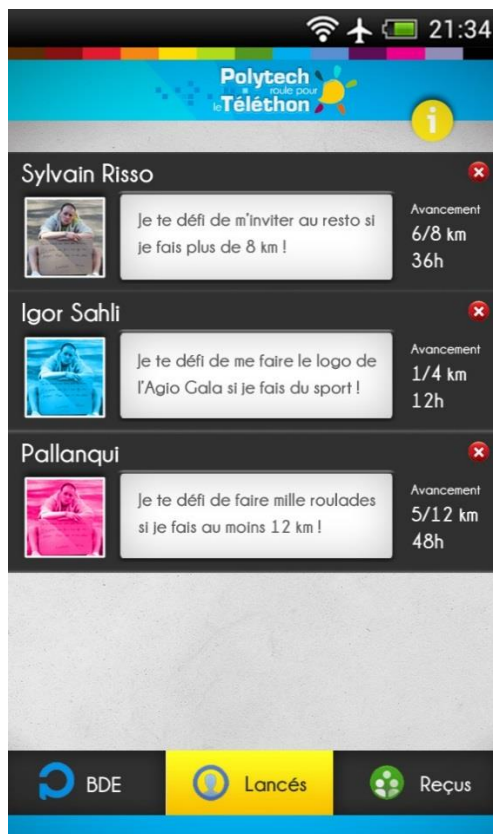 21:34
Polytech
roule pour
le Téléthon
i
Sylvain Risso
Je te défi de m'inviter au resto si
je fais plus de 8 km !
Avancement
6/8 km
36h
Igor Sahli
Je te défi de me faire le logo de
l'Agio Gala si je fais du sport !
Avancement
1/4 km
12h
Pallanqui
Je te défi de faire mille roulades
si je fais au moins 12 km !
Avancement
5/12 km
48h
BDE
Lancés
Reçus